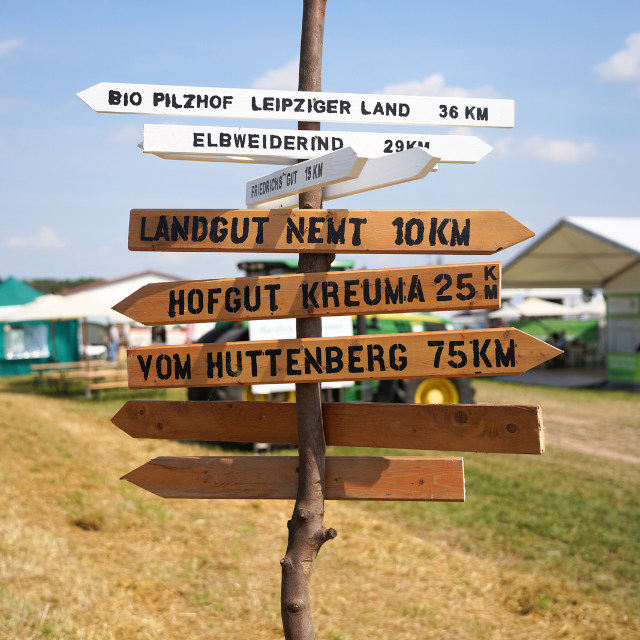 BIO PILZHOF LEIPZIGER LAND 36 KM
ELBWEIDERIND 29KM
FRIEDRICHS GUT 15 KM
LANDGUT NEMT 10KM
HOFGUT KREUMA 25 KM
VOM HUTTENBERG 75KM